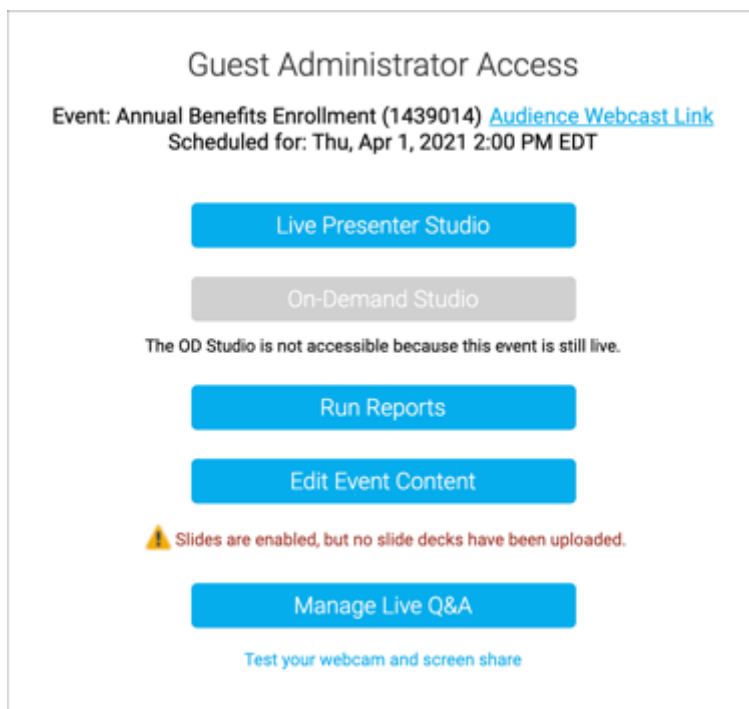 Guest Administrator Access
Event: Annual Benefits Enrollment (1439014) Audience Webcast Link
Scheduled for: Thu, Apr 1, 2021 2:00 PM EDT
Live Presenter Studio
On-Demand Studio
The OD Studio is not accessible because this event is still live.
Run Reports
Edit Event Content
Slides are enabled, but no slide decks have been uploaded.
Manage Live Q&A
Test your webcam and screen share